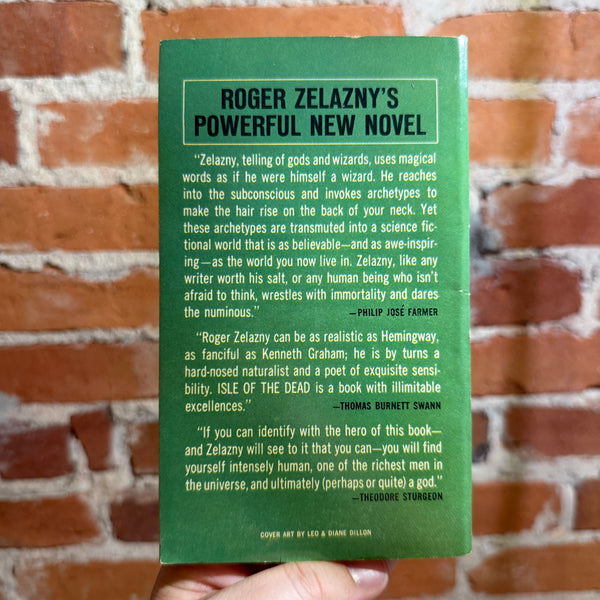 ROGER ZELAZNY'S
POWERFUL NEW NOVEL
"Zelazny, telling of gods and wizards, uses magical
words as if he were himself a wizard. He reaches
into the subconscious and invokes archetypes to
make the hair rise on the back of your neck. Yet
these archetypes are transmuted into a science fic-
tional world that is as believable—and as awe-inspir-
ing—as the world you now live in. Zelazny, like any
writer worth his salt, or any human being who isn't
afraid to think, wrestles with immortality and dares
the numinous." —PHILIP JOSÉ FARMER
"Roger Zelazny can be as realistic as Hemingway,
as fanciful as Kenneth Graham; he is by turns a
hard-nosed naturalist and a poet of exquisite sensi-
bility. ISLE OF THE DEAD is a book with illimitable
excellences." —THOMAS BURNETT SWANN
"If you can identify with the hero of this book—
and Zelazny will see to it that you can—you will find
yourself intensely human, one of the richest men in
the universe, and ultimately (perhaps or quite) a god."
—THEODORE STURGEON
COVER ART BY LEO & DIANE DILLON